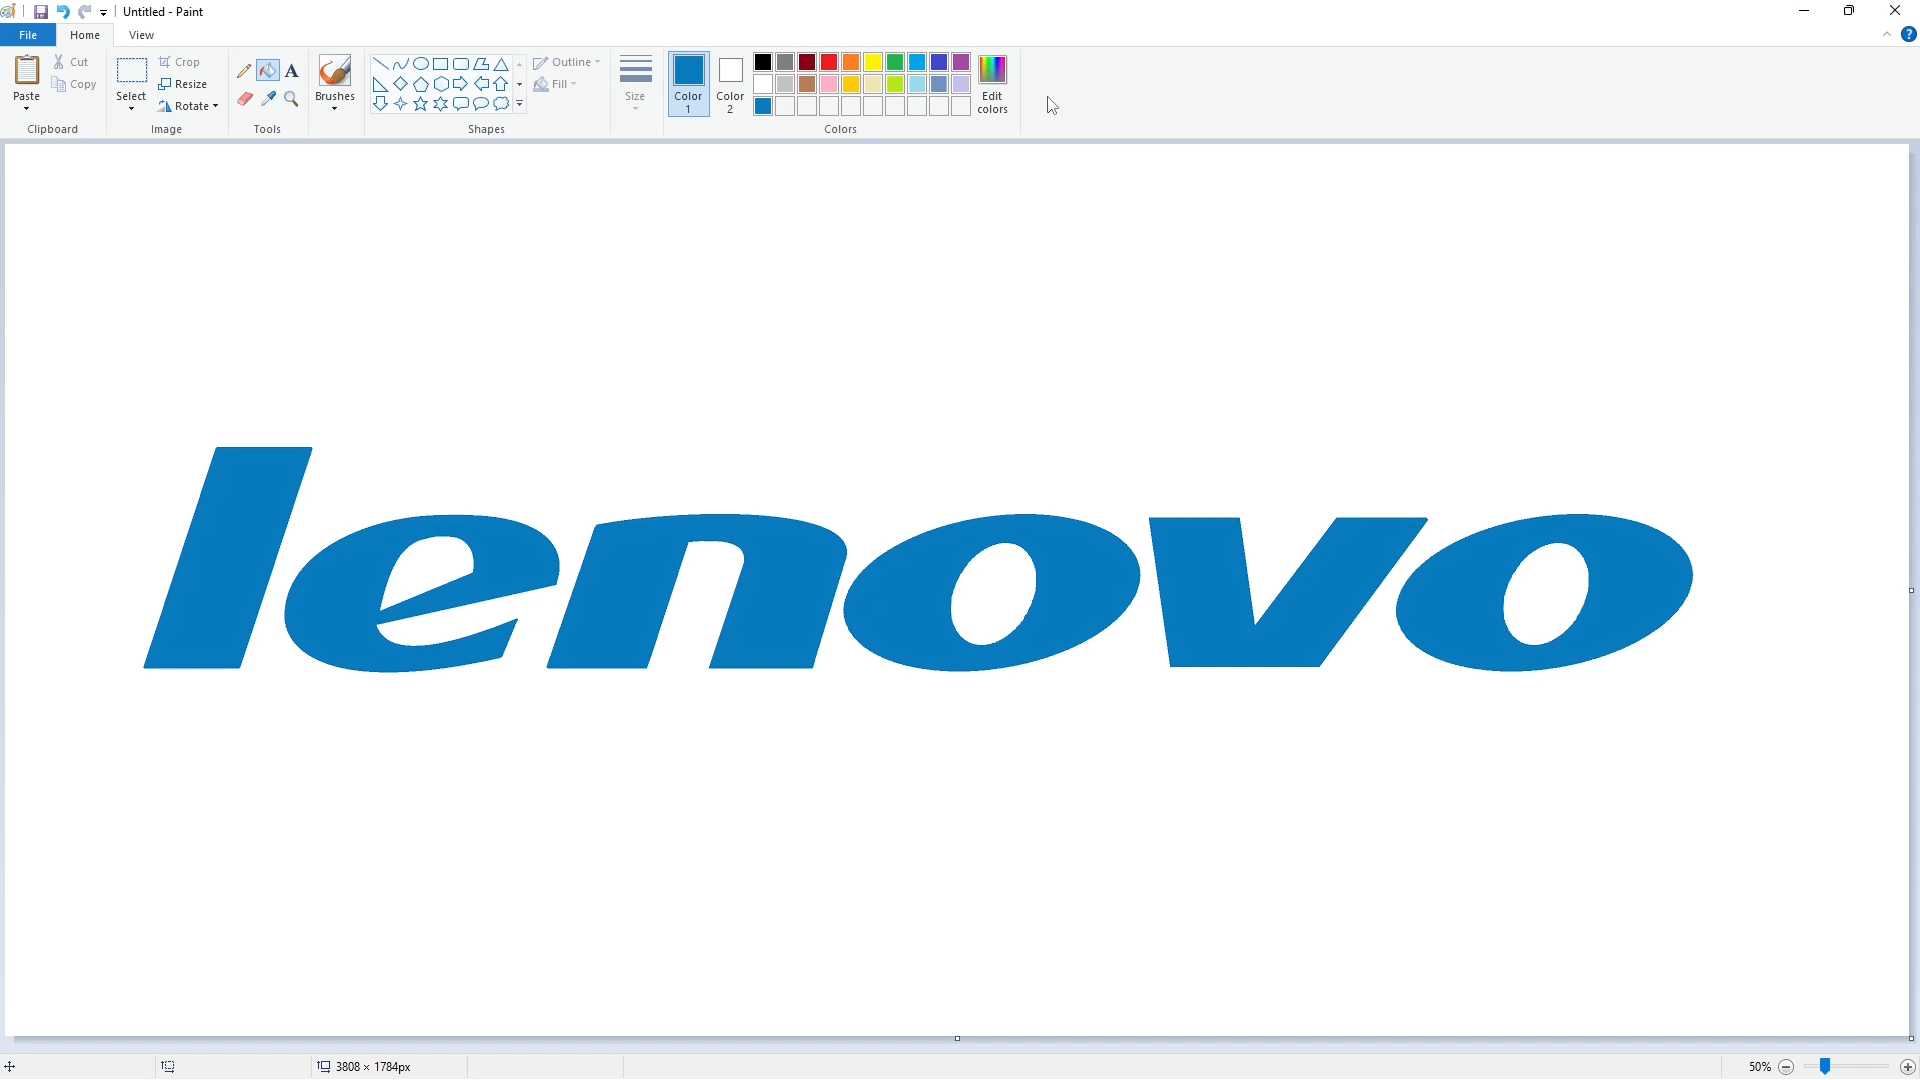 Untitled - Paint
File Home View
Paste
Cut
Copy
Clipboard
Select
Crop
Resize
Rotate
Image
Tools
Brushes
Shapes
Outline
Fill
Size
Color 1
Color 2
Edit colors
Colors
lenovo
3808 × 1784px
50%